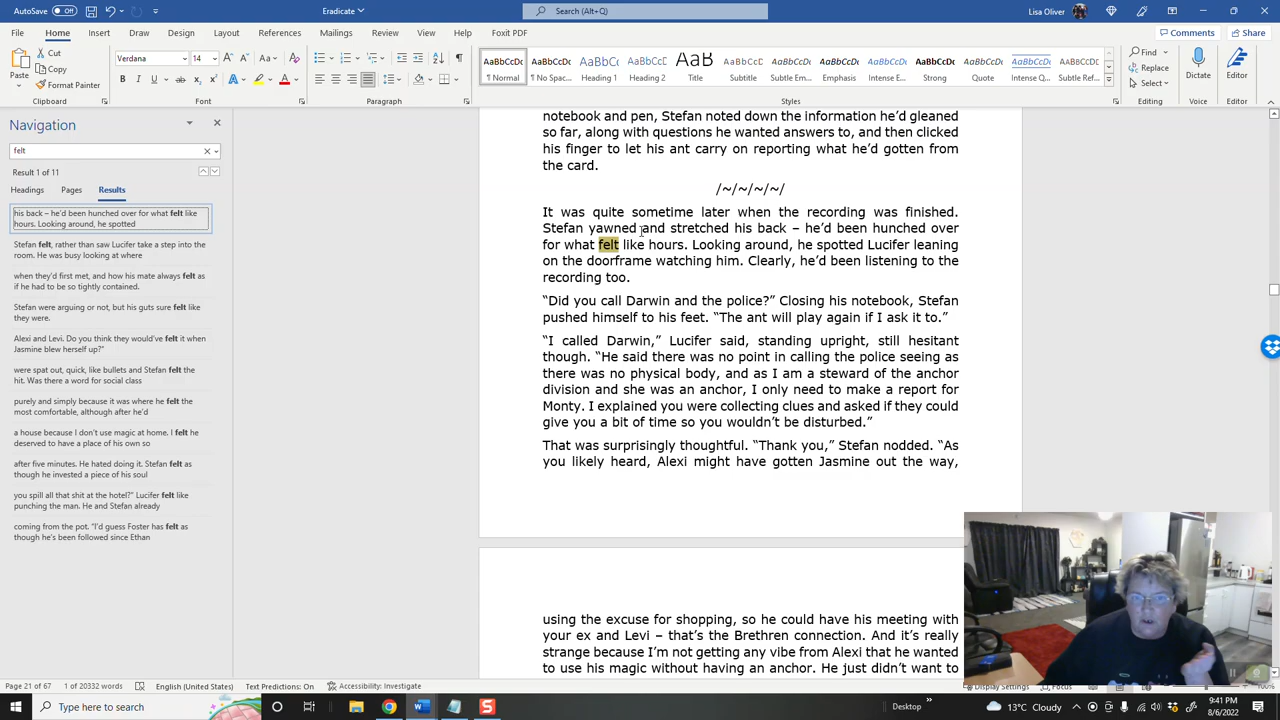 AutoSave
Off
Eradicate
Search (Alt+Q)
Lisa Oliver
File Home Insert Draw Design Layout References Mailings Review View Help Foxit PDF
Comments Share
Paste
Cut
Copy
Format Painter
Clipboard
Verdana 14
Font
Paragraph
AaBbCcDc AaBbCcDc AaBbC AaBbCc AaB AaBbCcD AaBbCcDc AaBbCcDc AaBbCcDc AaBbCcDc AaBbCcDc AaBbCcDc AABBCCDC
¶ Normal ¶ No Spac... Heading 1 Heading 2 Title Subtitle Subtle Em... Emphasis Intense E... Strong Quote Intense Q... Subtle Ref...
Styles
Find
Replace
Select
Editing
Dictate
Voice
Editor
Editor
Navigation
felt
Result 1 of 11
Headings Pages Results
his back – he'd been hunched over for what felt like
hours. Looking around, he spotted
Stefan felt, rather than saw Lucifer take a step into the
room. He was busy looking at where
when they'd first met, and how his mate always felt as
if he had to be so tightly contained.
Stefan were arguing or not, but his guts sure felt like
they were.
Alexi and Levi. Do you think they would've felt it when
Jasmine blew herself up?"
were spat out, quick, like bullets and Stefan felt the
hit. Was there a word for social class
purely and simply because it was where he felt the
most comfortable, although after he'd
a house because I don't use magic at home. I felt he
deserved to have a place of his own so
after five minutes. He hated doing it. Stefan felt as
though he invested a piece of his soul
you spill all that shit at the hotel?" Lucifer felt like
punching the man. He and Stefan already
coming from the pot. "I'd guess Foster has felt as
though he's been followed since Ethan
notebook and pen, Stefan noted down the information he'd gleaned
so far, along with questions he wanted answers to, and then clicked
his finger to let his ant carry on reporting what he'd gotten from
the card.
/~/~/~/~/
It was quite sometime later when the recording was finished.
Stefan yawned and stretched his back – he'd been hunched over
for what felt like hours. Looking around, he spotted Lucifer leaning
on the doorframe watching him. Clearly, he'd been listening to the
recording too.
“Did you call Darwin and the police?” Closing his notebook, Stefan
pushed himself to his feet. “The ant will play again if I ask it to.”
“I called Darwin,” Lucifer said, standing upright, still hesitant
though. “He said there was no point in calling the police seeing as
there was no physical body, and as I am a steward of the anchor
division and she was an anchor, I only need to make a report for
Monty. I explained you were collecting clues and asked if they could
give you a bit of time so you wouldn’t be disturbed.”
That was surprisingly thoughtful. “Thank you,” Stefan nodded. “As
you likely heard, Alexi might have gotten Jasmine out the way,
using the excuse for shopping, so he could have his meeting with
your ex and Levi – that’s the Brethren connection. And it’s really
strange because I’m not getting any vibe from Alexi that he wanted
to use his magic without having an anchor. He just didn’t want to
Page 21 of 67 1 of 20332 words English (United States) Text Predictions: On Accessibility: Investigate
Display Settings Focus
Type here to search
Desktop
13°C Cloudy
9:41 PM
8/6/2022